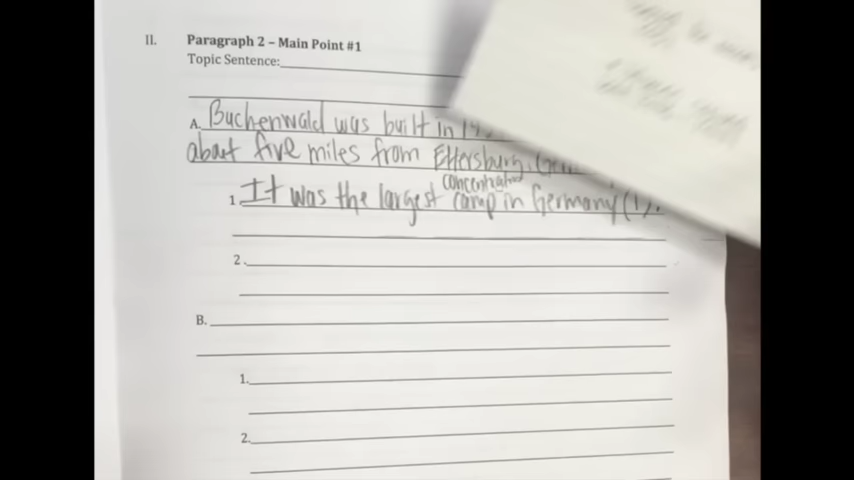 II. Paragraph 2 – Main Point #1
Topic Sentence:
A. Buchenwald was built in
about five miles from Ettersburg,
concentration
1. It was the largest camp in Germany (1).
2.
B.
1.
2.